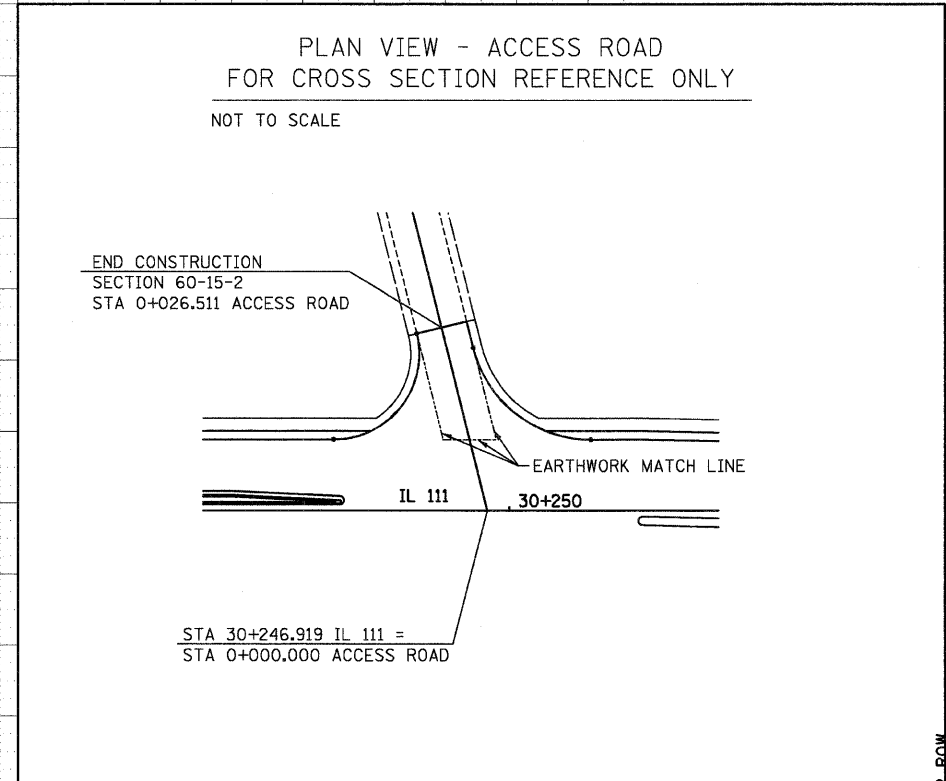 PLAN VIEW - ACCESS ROAD
FOR CROSS SECTION REFERENCE ONLY
NOT TO SCALE
END CONSTRUCTION
SECTION 60-15-2
STA 0+026.511 ACCESS ROAD
EARTHWORK MATCH LINE
IL 111
30+250
STA 30+246.919 IL 111 =
STA 0+000.000 ACCESS ROAD
ROW